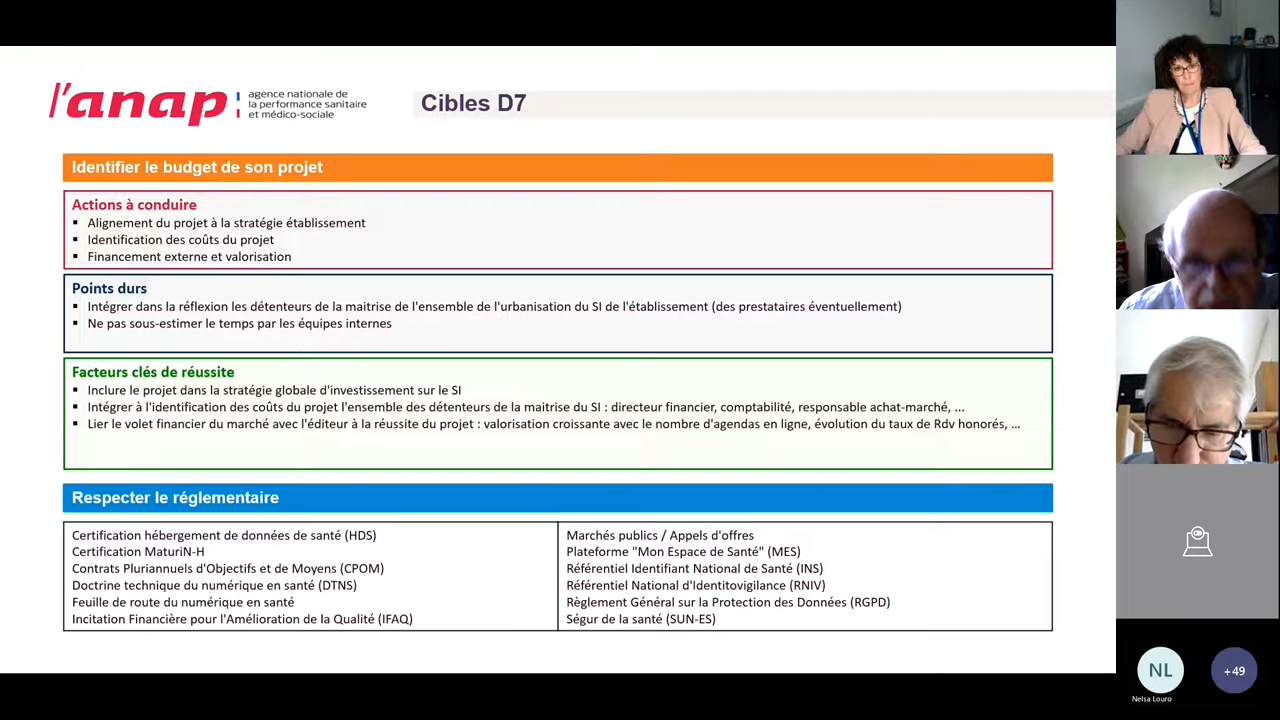 l'anap
agence nationale de
la performance sanitaire
et médico-sociale
Cibles D7
Identifier le budget de son projet
Actions à conduire
▪ Alignement du projet à la stratégie établissement
▪ Identification des coûts du projet
▪ Financement externe et valorisation
Points durs
▪ Intégrer dans la réflexion les détenteurs de la maitrise de l'ensemble de l'urbanisation du SI de l'établissement (des prestataires éventuellement)
▪ Ne pas sous-estimer le temps par les équipes internes
Facteurs clés de réussite
▪ Inclure le projet dans la stratégie globale d'investissement sur le SI
▪ Intégrer à l'identification des coûts du projet l'ensemble des détenteurs de la maitrise du SI : directeur financier, comptabilité, responsable achat-marché, ...
▪ Lier le volet financier du marché avec l'éditeur à la réussite du projet : valorisation croissante avec le nombre d'agendas en ligne, évolution du taux de Rdv honorés, ...
Respecter le réglementaire
Certification hébergement de données de santé (HDS)
Certification MaturiN-H
Contrats Pluriannuels d'Objectifs et de Moyens (CPOM)
Doctrine technique du numérique en santé (DTNS)
Feuille de route du numérique en santé
Incitation Financière pour l'Amélioration de la Qualité (IFAQ)
Marchés publics / Appels d'offres
Plateforme "Mon Espace de Santé" (MES)
Référentiel Identifiant National de Santé (INS)
Référentiel National d'Identitovigilance (RNIV)
Règlement Général sur la Protection des Données (RGPD)
Ségur de la santé (SUN-ES)
NL
+49
Nelsa Louro